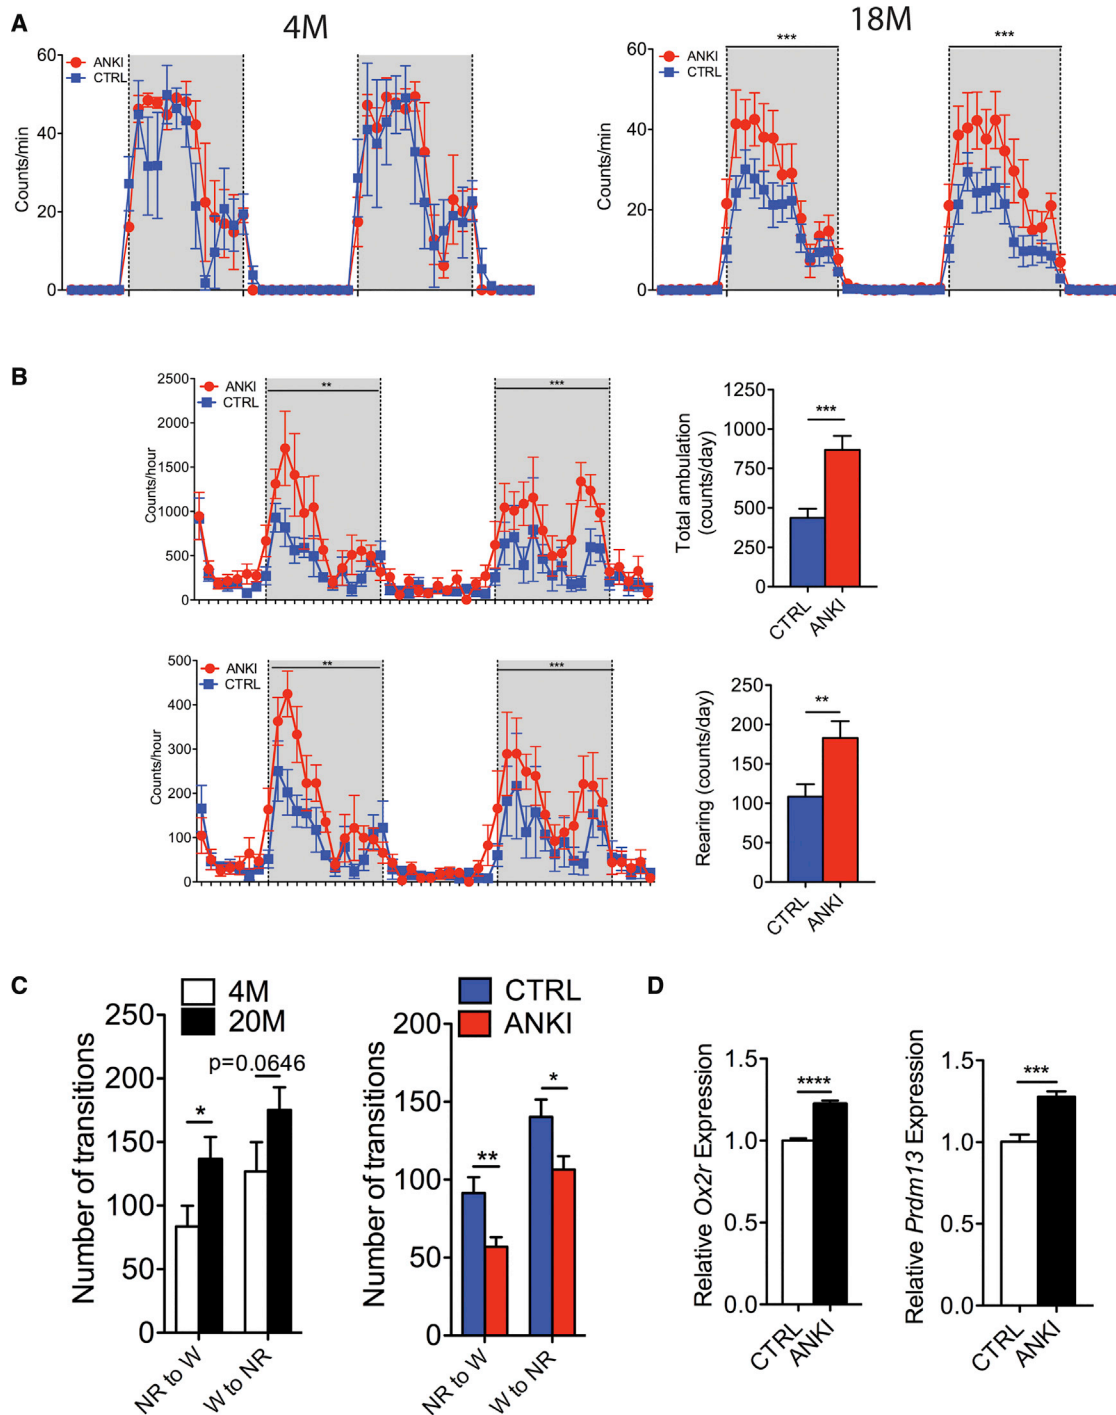 A
4M
18M
ANKI
CTRL
Counts/min
60
40
20
0
ANKI
CTRL
Counts/min
60
40
20
0
***
***
B
ANKI
CTRL
Counts/hour
2500
2000
1500
1000
500
0
**
***
Total ambulation
(counts/day)
1250
1000
750
500
250
0
***
CTRL
ANKI
ANKI
CTRL
Counts/hour
500
400
300
200
100
0
**
***
Rearing (counts/day)
250
200
150
100
50
0
**
CTRL
ANKI
C
4M
20M
Number of transitions
250
200
150
100
50
0
*
p=0.0646
NR to W
W to NR
CTRL
ANKI
Number of transitions
200
150
100
50
0
**
*
NR to W
W to NR
D
Relative Ox2r Expression
1.5
1.0
0.5
0.0
****
CTRL
ANKI
Relative Prdm13 Expression
1.5
1.0
0.5
0.0
***
CTRL
ANKI